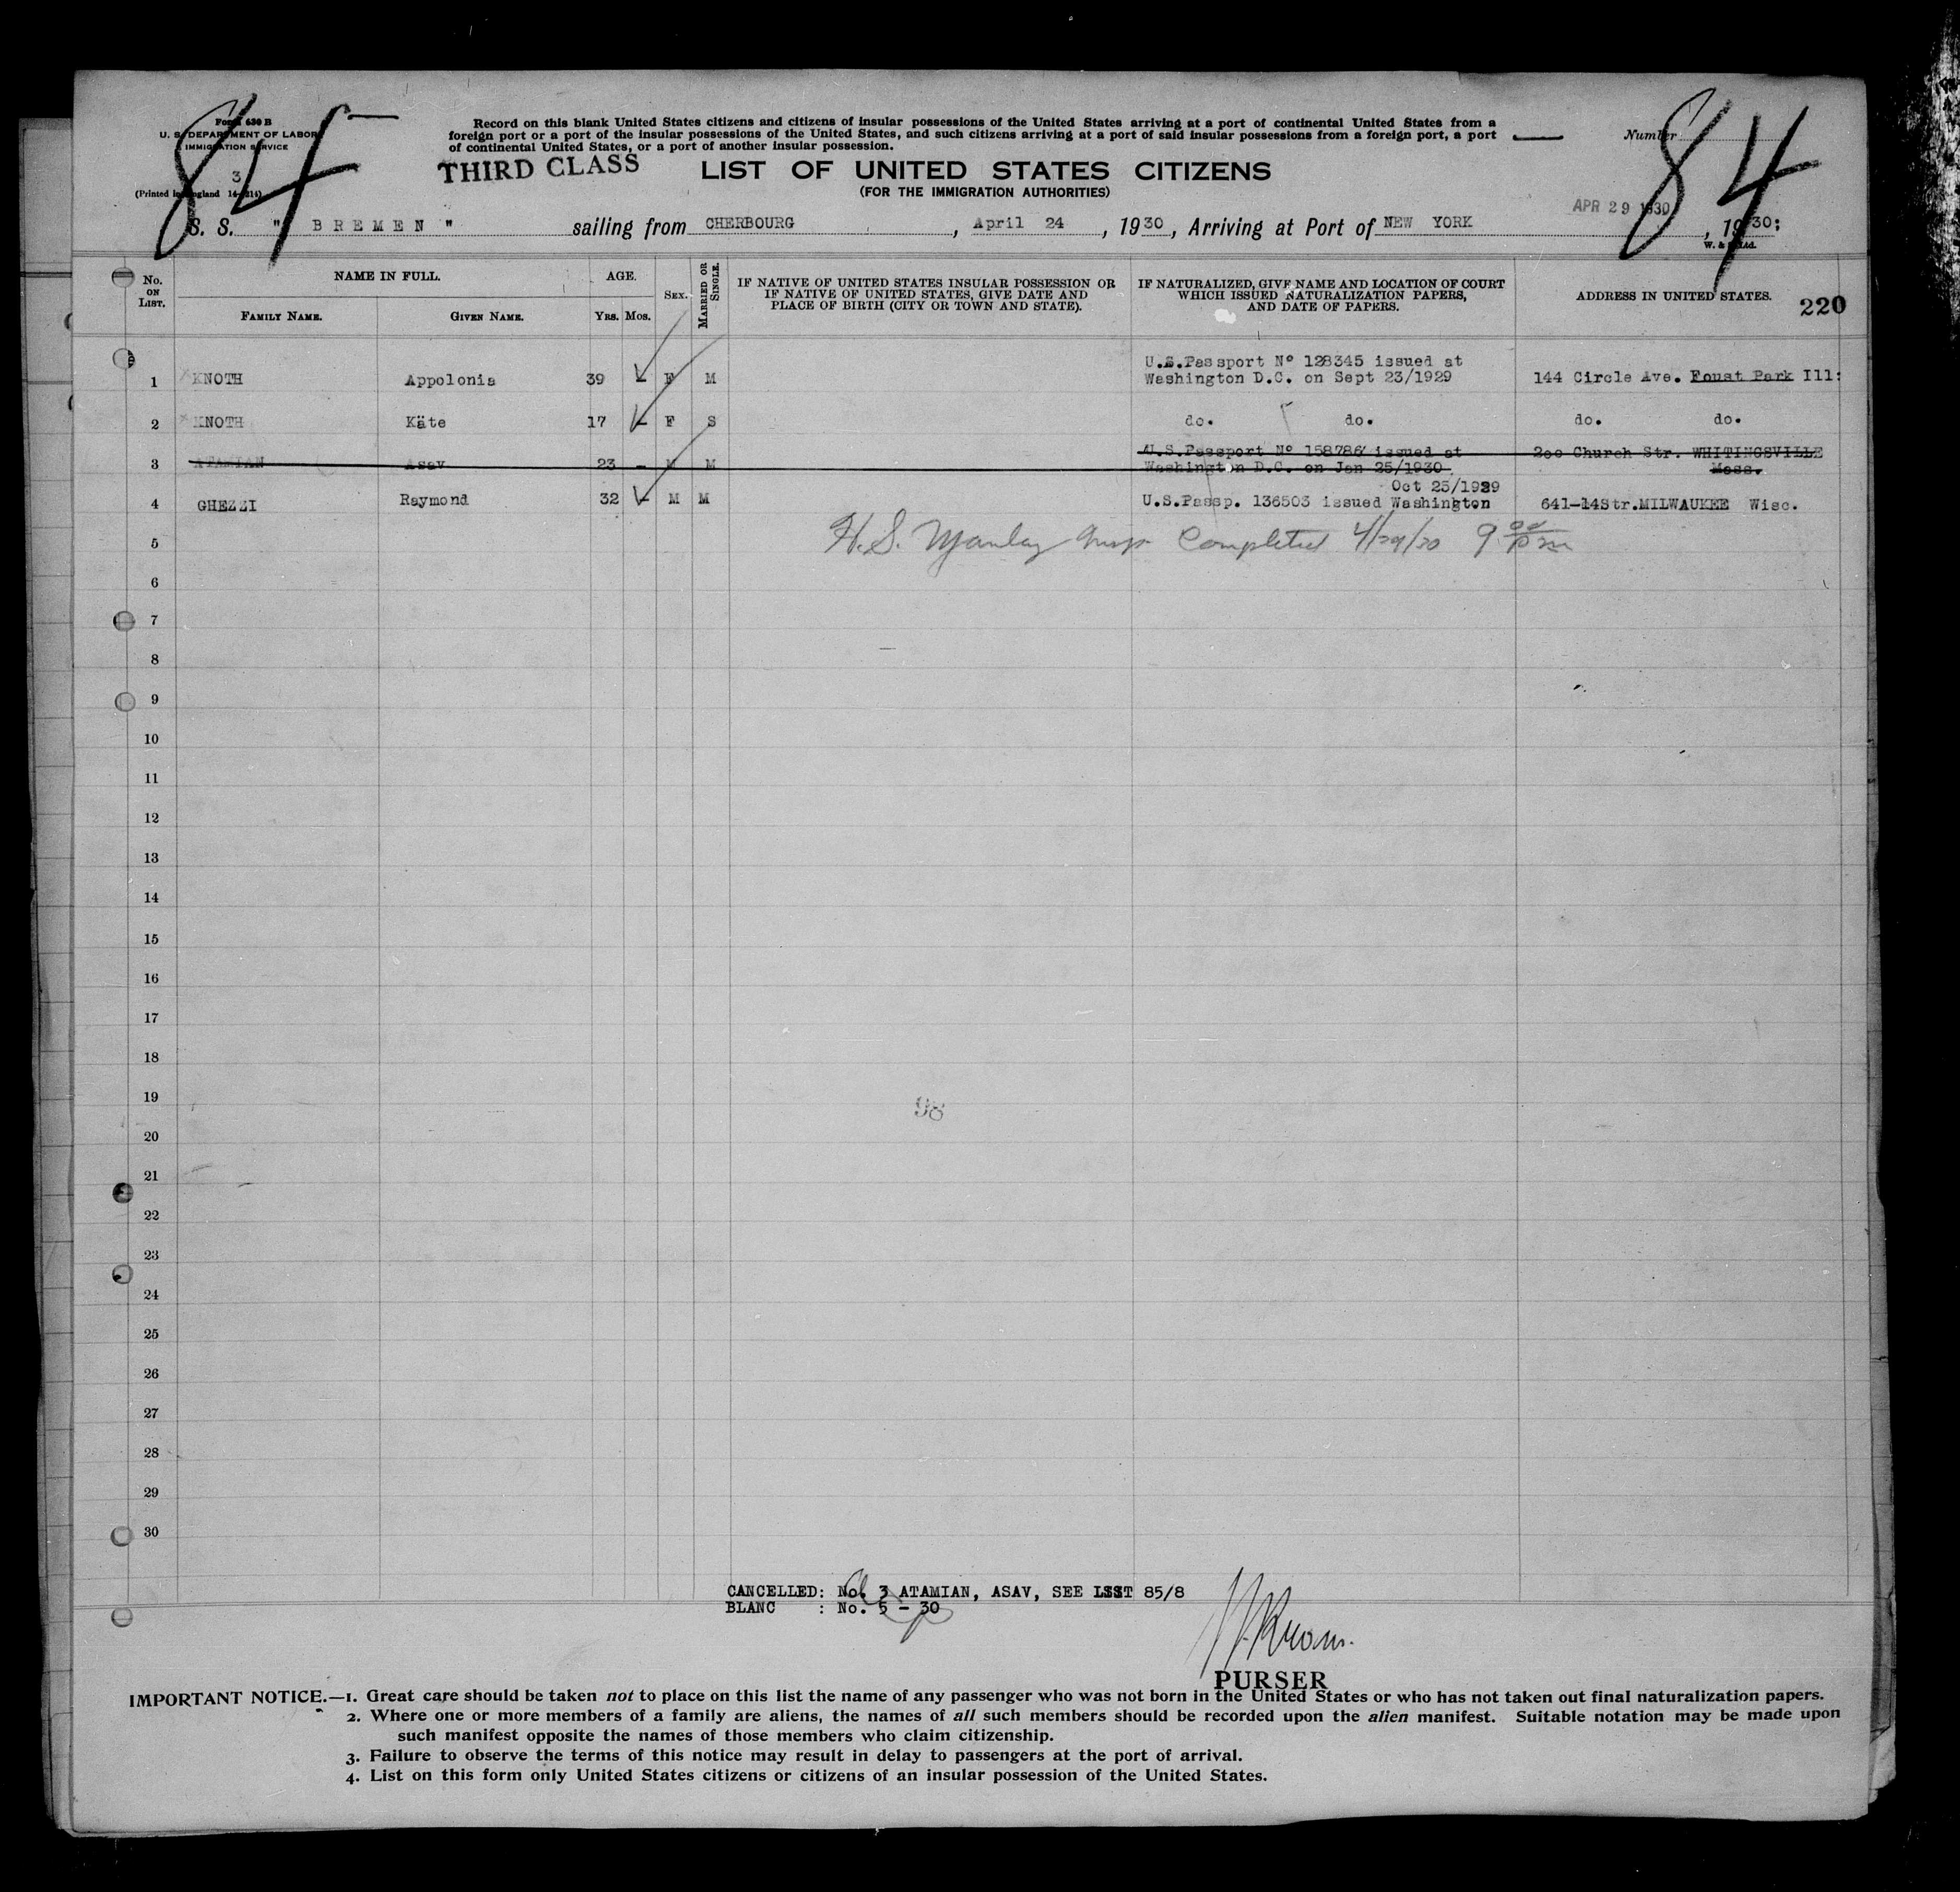 84
84
Form 630 B
U. S. DEPARTMENT OF LABOR
IMMIGRATION SERVICE
3
(Printed in England 14-214)
Record on this blank United States citizens and citizens of insular possessions of the United States arriving at a port of continental United States from a
foreign port or a port of the insular possessions of the United States, and such citizens arriving at a port of said insular possessions from a foreign port, a port
of continental United States, or a port of another insular possession.
Number
THIRD CLASS LIST OF UNITED STATES CITIZENS
(FOR THE IMMIGRATION AUTHORITIES)
APR 29 1930
S. S. " BREMEN " sailing from CHERBOURG, April 24, 1930, Arriving at Port of NEW YORK, 1930:
W. & Ltd.
No. ON LIST. NAME IN FULL. FAMILY NAME. GIVEN NAME. AGE. YRS. MOS. SEX. MARRIED OR SINGLE.
IF NATIVE OF UNITED STATES INSULAR POSSESSION OR
IF NATIVE OF UNITED STATES, GIVE DATE AND
PLACE OF BIRTH (CITY OR TOWN AND STATE).
IF NATURALIZED, GIVE NAME AND LOCATION OF COURT
WHICH ISSUED NATURALIZATION PAPERS,
AND DATE OF PAPERS.
ADDRESS IN UNITED STATES.
220
U.S.Passport Nº 128345 issued at
1 KNOTH Appolonia 39 F M Washington D.C. on Sept 23/1929 144 Circle Ave. Foust Park Ill:
2 KNOTH Käte 17 F S do. do. do. do.
U.S.Passport Nº 158786 issued at 200 Church Str. WHITINGSVILLE
3 ATAMIAN Asav 23 - M M Washington D.C. on Jan 25/1930 Mass.
Oct 25/1929
4 GHEZZI Raymond 32 M M U.S.Passp. 136503 issued Washington 641-14Str.MILWAUKEE Wisc.
5 H.S. Manley Insp Completed 4/29/30 9
6
7
8
9
10
11
12
13
14
15
16
17
18
19
98
20
21
22
23
24
25
26
27
28
29
30
CANCELLED: No. 3 ATAMIAN, ASAV, SEE LIST 85/8
BLANC : No. 5 - 30
PURSER
IMPORTANT NOTICE.—1. Great care should be taken not to place on this list the name of any passenger who was not born in the United States or who has not taken out final naturalization papers.
2. Where one or more members of a family are aliens, the names of all such members should be recorded upon the alien manifest. Suitable notation may be made upon
such manifest opposite the names of those members who claim citizenship.
3. Failure to observe the terms of this notice may result in delay to passengers at the port of arrival.
4. List on this form only United States citizens or citizens of an insular possession of the United States.